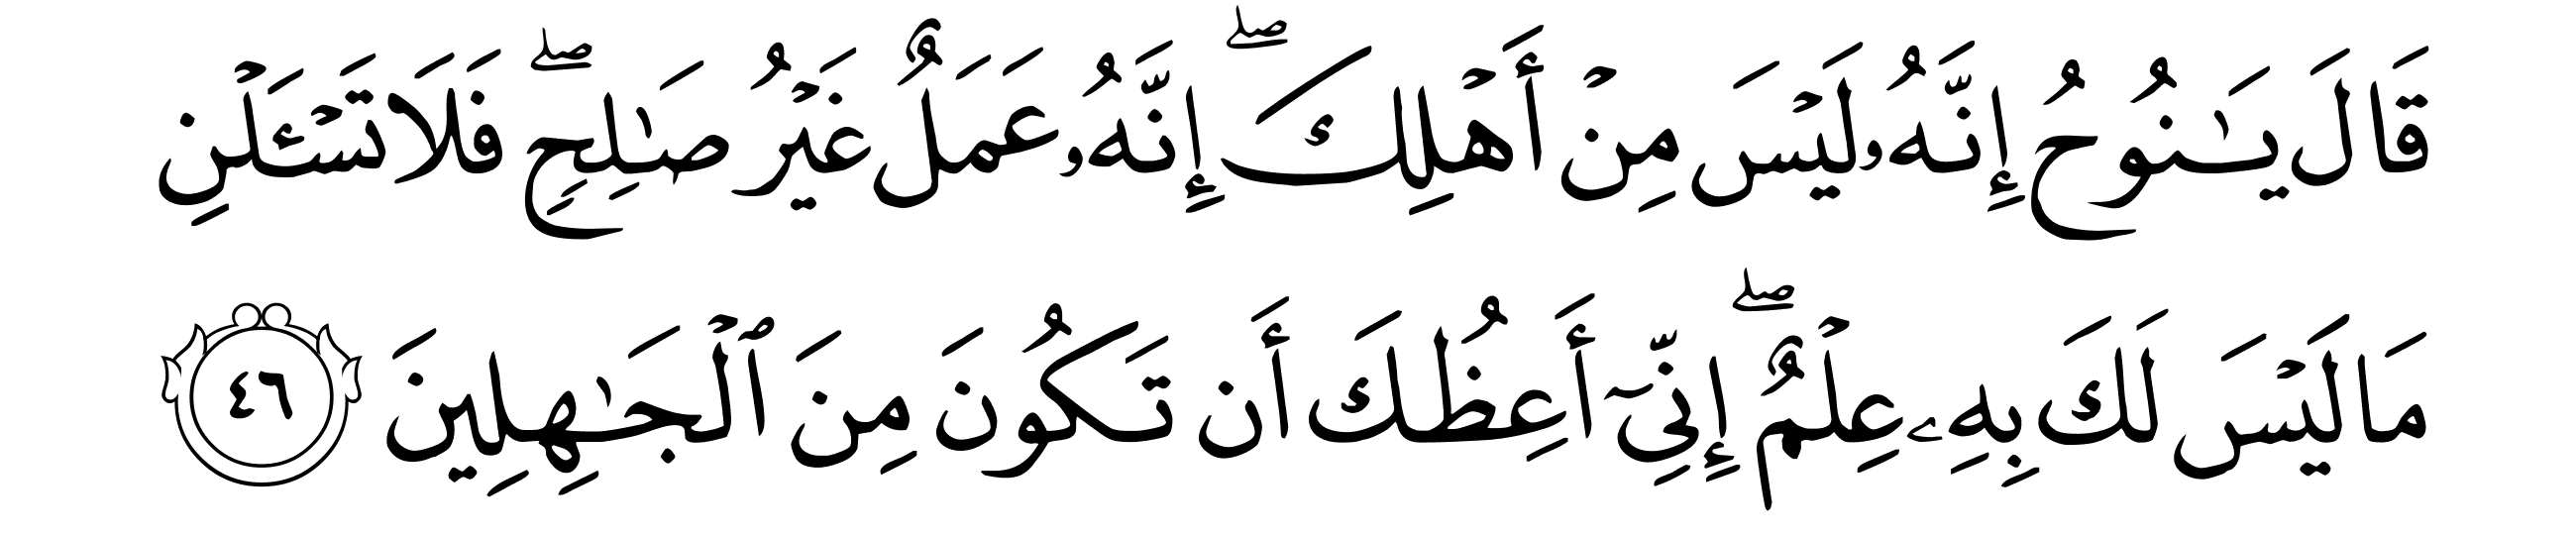 قَالَ يَـٰنُوحُ إِنَّهُۥ لَيْسَ مِنْ أَهْلِكَ ۖ إِنَّهُۥ عَمَلٌ غَيْرُ صَـٰلِحٍ ۖ فَلَا تَسْـَٔلْنِ
مَا لَيْسَ لَكَ بِهِۦ عِلْمٌ ۖ إِنِّىٓ أَعِظُكَ أَن تَكُونَ مِنَ ٱلْجَـٰهِلِينَ ٤٦